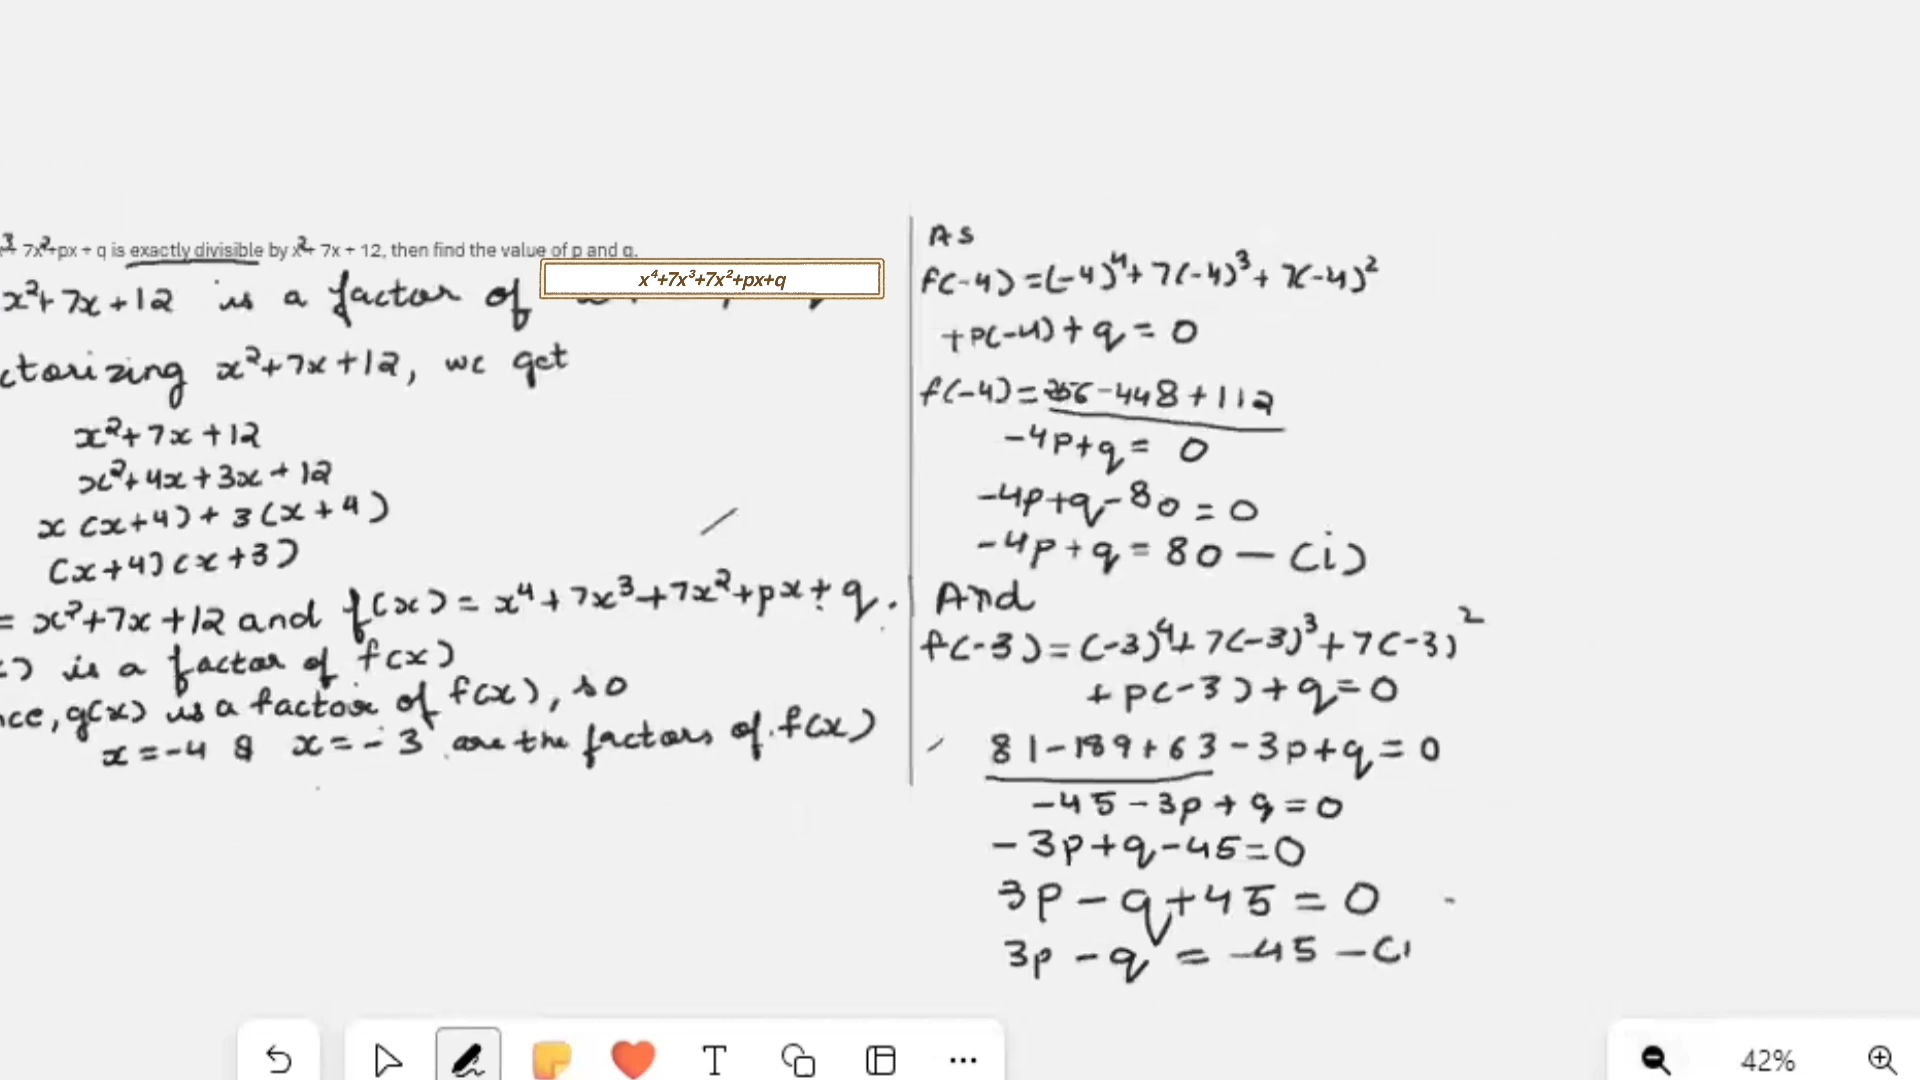 3+ 7x2+px + q is exactly divisible by x2+ 7x + 12, then find the value of p and q.
x⁴+7x³+7x²+px+q
x²+7x+12 is a factor of
ctorizing x²+7x+12, we get
x²+7x+12
x²+4x+3x+12
x(x+4)+3(x+4)
(x+4)(x+3)
= x²+7x+12 and f(x) = x⁴+7x³+7x²+px+q.
) is a factor of f(x)
nce, g(x) is a factor of f(x), so
x=-4 & x=-3 are the factors of f(x)
As
f(-4)=(-4)⁴+7(-4)³+7(-4)²
+p(-4)+q=0
f(-4)=256-448+112
-4p+q=0
-4p+q-80=0
-4p+q=80—(i)
And
f(-3)=(-3)⁴+7(-3)³+7(-3)²
+p(-3)+q=0
81-189+63-3p+q=0
-45-3p+q=0
-3p+q-45=0
3p-q+45=0
3p-q=-45-(i
T
42%